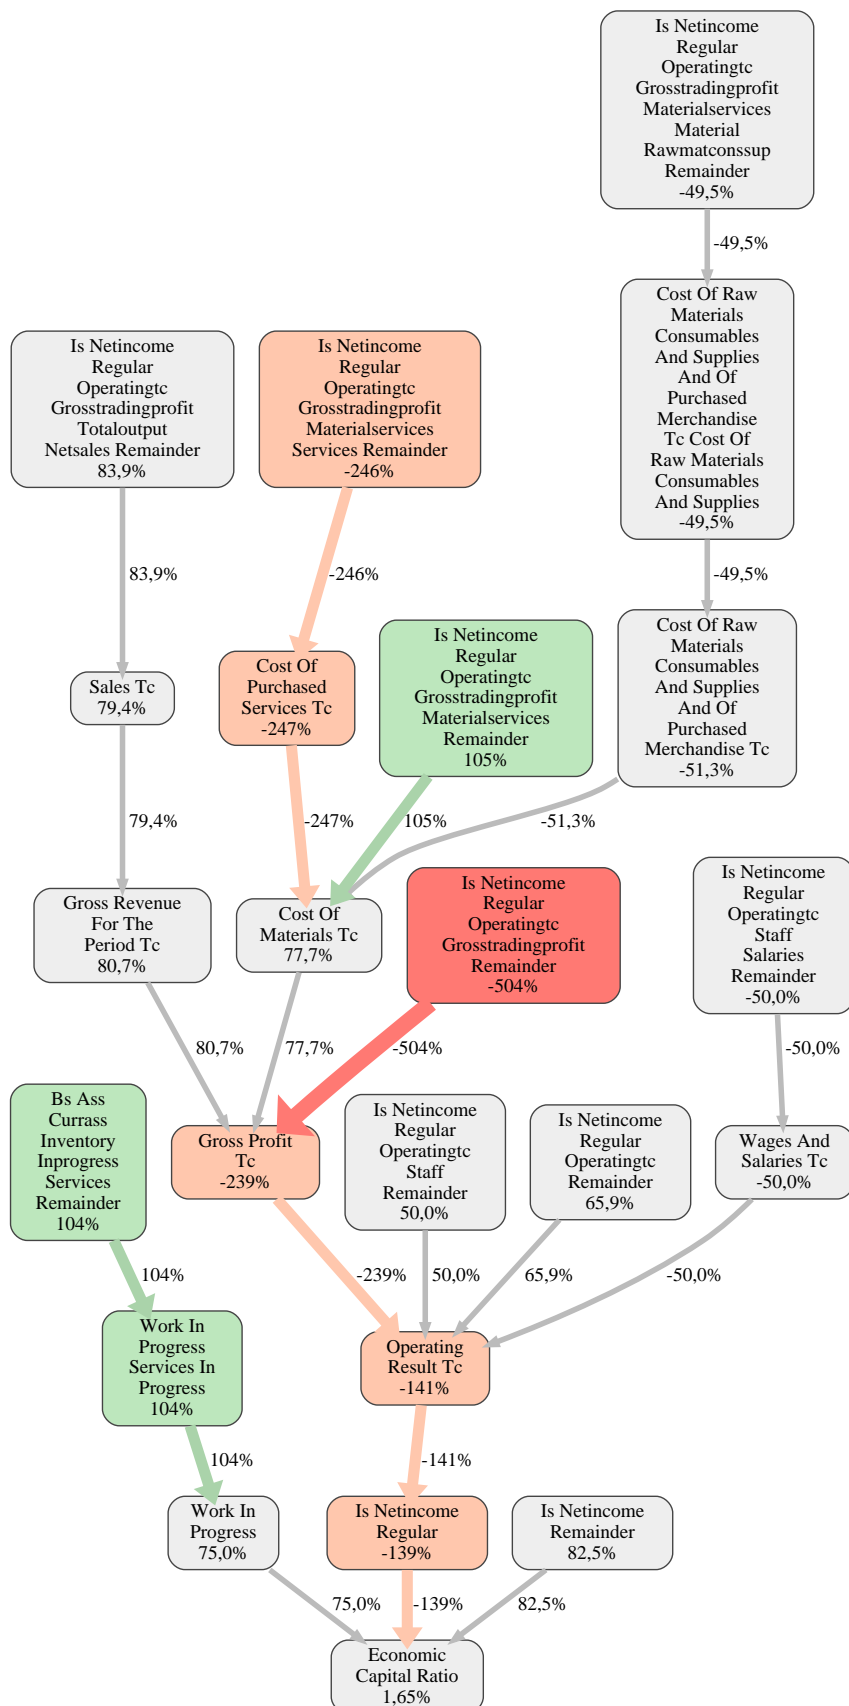 Is Netincome
Regular
Operatingtc
Grosstradingprofit
Materialservices
Material
Rawmatconssup
Remainder
-49,5%
-49,5%
Cost Of Raw
Materials
Consumables
And Supplies
And Of
Purchased
Merchandise
Tc Cost Of
Raw Materials
Consumables
And Supplies
-49,5%
Is Netincome
Regular
Operatingtc
Grosstradingprofit
Totaloutput
Netsales Remainder
83,9%
Is Netincome
Regular
Operatingtc
Grosstradingprofit
Materialservices
Services Remainder
-246%
83,9%
-246%
-49,5%
Sales Tc
79,4%
Cost Of
Purchased
Services Tc
-247%
Is Netincome
Regular
Operatingtc
Grosstradingprofit
Materialservices
Remainder
105%
Cost Of Raw
Materials
Consumables
And Supplies
And Of
Purchased
Merchandise Tc
-51,3%
79,4%
-247%
105%
-51,3%
Gross Revenue
For The
Period Tc
80,7%
Cost Of
Materials Tc
77,7%
Is Netincome
Regular
Operatingtc
Grosstradingprofit
Remainder
-504%
Is Netincome
Regular
Operatingtc
Staff
Salaries
Remainder
-50,0%
80,7%
77,7%
-504%
-50,0%
Bs Ass
Currass
Inventory
Inprogress
Services
Remainder
104%
Gross Profit
Tc
-239%
Is Netincome
Regular
Operatingtc
Staff
Remainder
50,0%
Is Netincome
Regular
Operatingtc
Remainder
65,9%
Wages And
Salaries Tc
-50,0%
104%
-239%
50,0%
65,9%
-50,0%
Work In
Progress
Services In
Progress
104%
Operating
Result Tc
-141%
104%
-141%
Work In
Progress
75,0%
Is Netincome
Regular
-139%
Is Netincome
Remainder
82,5%
75,0%
-139%
82,5%
Economic
Capital Ratio
1,65%